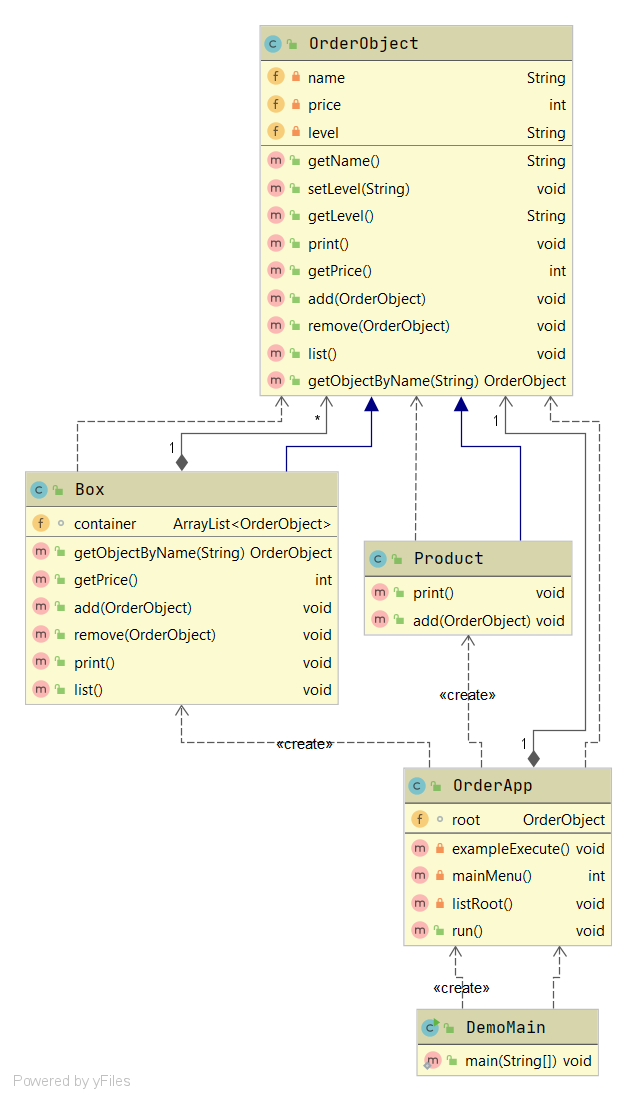 OrderObject
name String
price int
level String
getName() String
setLevel(String) void
getLevel() String
print() void
getPrice() int
add(OrderObject) void
remove(OrderObject) void
list() void
getObjectByName(String) OrderObject
* 1
1
Box
container ArrayList<OrderObject>
getObjectByName(String) OrderObject
getPrice() int
add(OrderObject) void
remove(OrderObject) void
print() void
list() void
Product
print() void
add(OrderObject) void
«create»
«create»
1
OrderApp
root OrderObject
exampleExecute() void
mainMenu() int
listRoot() void
run() void
«create»
DemoMain
main(String[]) void
Powered by yFiles